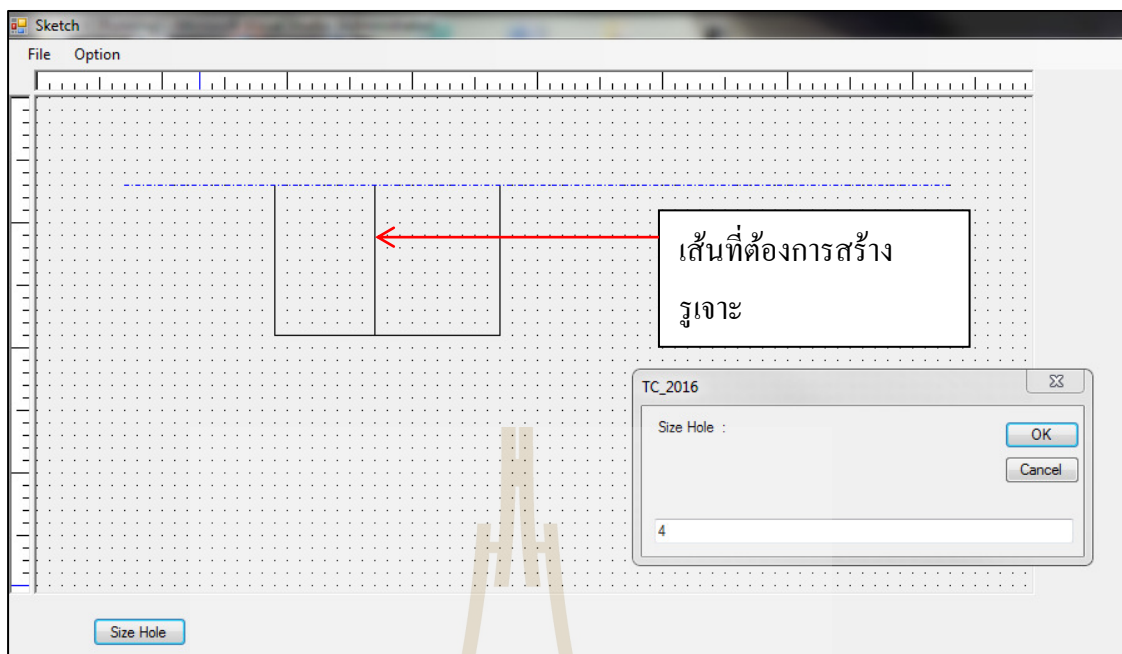 Sketch
File Option
เส้นที่ต้องการสร้าง
รูเจาะ
TC_2016
Size Hole :
OK
Cancel
4
Size Hole